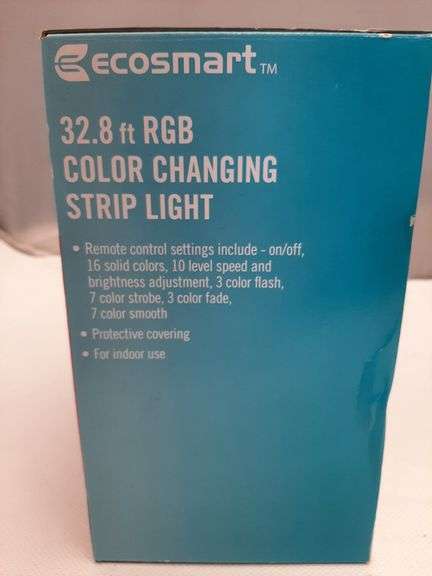 ecosmart™
32.8 ft RGB
COLOR CHANGING
STRIP LIGHT
• Remote control settings include - on/off,
16 solid colors, 10 level speed and
brightness adjustment, 3 color flash,
7 color strobe, 3 color fade,
7 color smooth
• Protective covering
• For indoor use